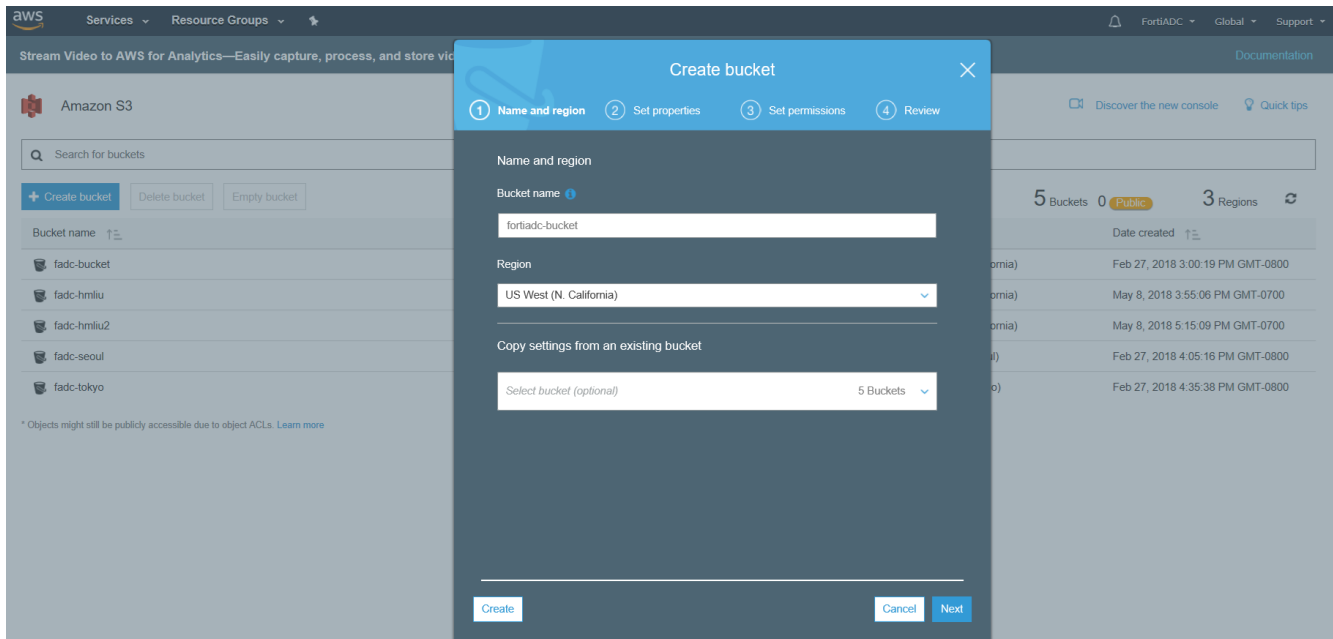 aws
Services
Resource Groups
FortiADC
Global
Support
Stream Video to AWS for Analytics—Easily capture, process, and store
Documentation
Amazon S3
Discover the new console
Quick tips
Search for buckets
+ Create bucket
Delete bucket
Empty bucket
5 Buckets 0 Public 3 Regions
Bucket name
Date created
fadc-bucket
Feb 27, 2018 3:00:19 PM GMT-0800
fadc-hmliu
May 8, 2018 3:55:06 PM GMT-0700
fadc-hmliu2
May 8, 2018 5:15:09 PM GMT-0700
fadc-seoul
Feb 27, 2018 4:05:16 PM GMT-0800
fadc-tokyo
Feb 27, 2018 4:35:38 PM GMT-0800
* Objects might still be publicly accessible due to object ACLs. Learn more
Create bucket
1 Name and region
2 Set properties
3 Set permissions
4 Review
Name and region
Bucket name
fortiadc-bucket
Region
US West (N. California)
Copy settings from an existing bucket
Select bucket (optional)
5 Buckets
Create
Cancel
Next